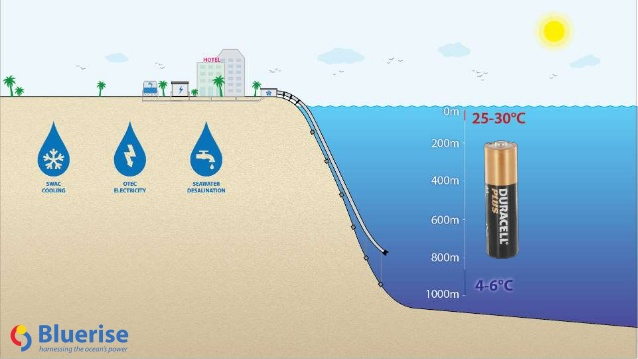 HOTEL
0m
25-30°C
200m
400m
600m
800m
1000m
4-6°C
DURACELL
PLUS
SWAC
COOLING
OTEC
ELECTRICITY
SEAWATER
DESALINATION
Bluerise
harnessing the ocean's power